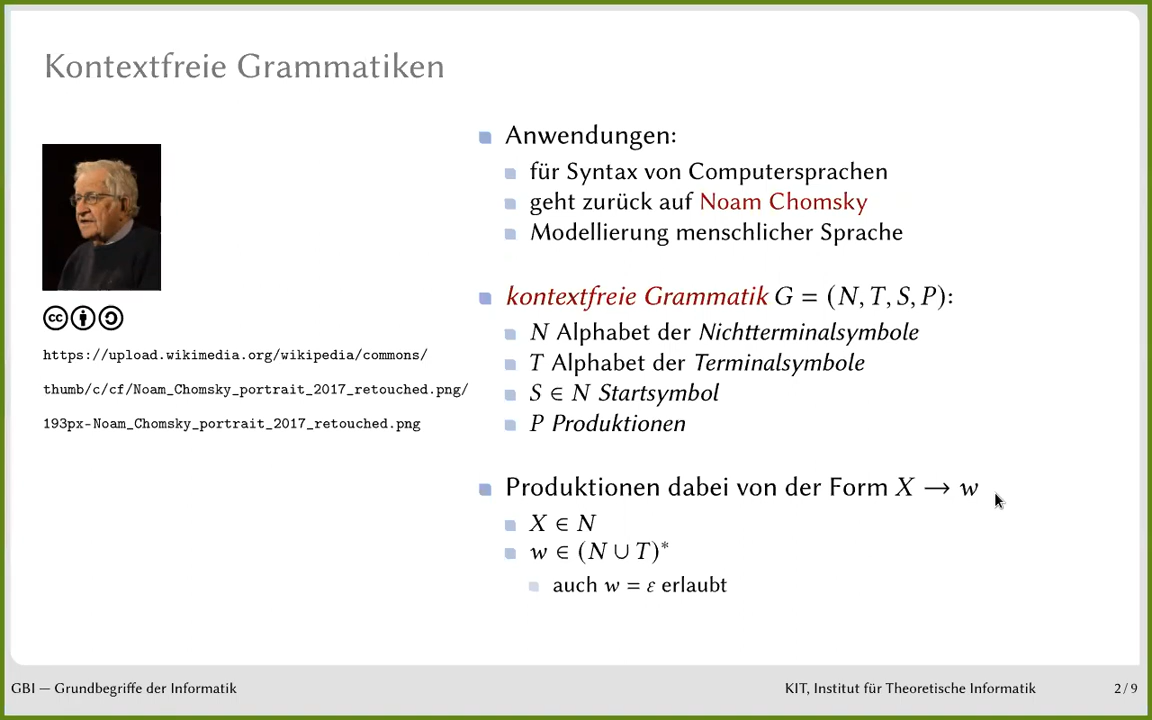 Kontextfreie Grammatiken
https://upload.wikimedia.org/wikipedia/commons/
thumb/c/cf/Noam_Chomsky_portrait_2017_retouched.png/
193px-Noam_Chomsky_portrait_2017_retouched.png
Anwendungen:
für Syntax von Computersprachen
geht zurück auf Noam Chomsky
Modellierung menschlicher Sprache
kontextfreie Grammatik G = (N, T, S, P):
N Alphabet der Nichtterminalsymbole
T Alphabet der Terminalsymbole
S ∈ N Startsymbol
P Produktionen
Produktionen dabei von der Form X → w
X ∈ N
w ∈ (N ∪ T)*
auch w = ε erlaubt
GBI — Grundbegriffe der Informatik
KIT, Institut für Theoretische Informatik
2 / 9